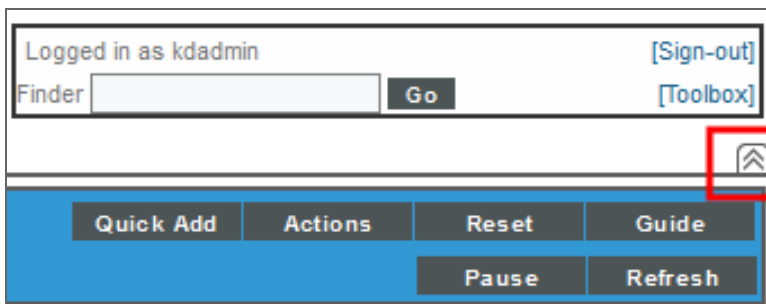 Logged in as kdadmin [Sign-out]
Finder Go [Toolbox]
Quick Add Actions Reset Guide
Pause Refresh